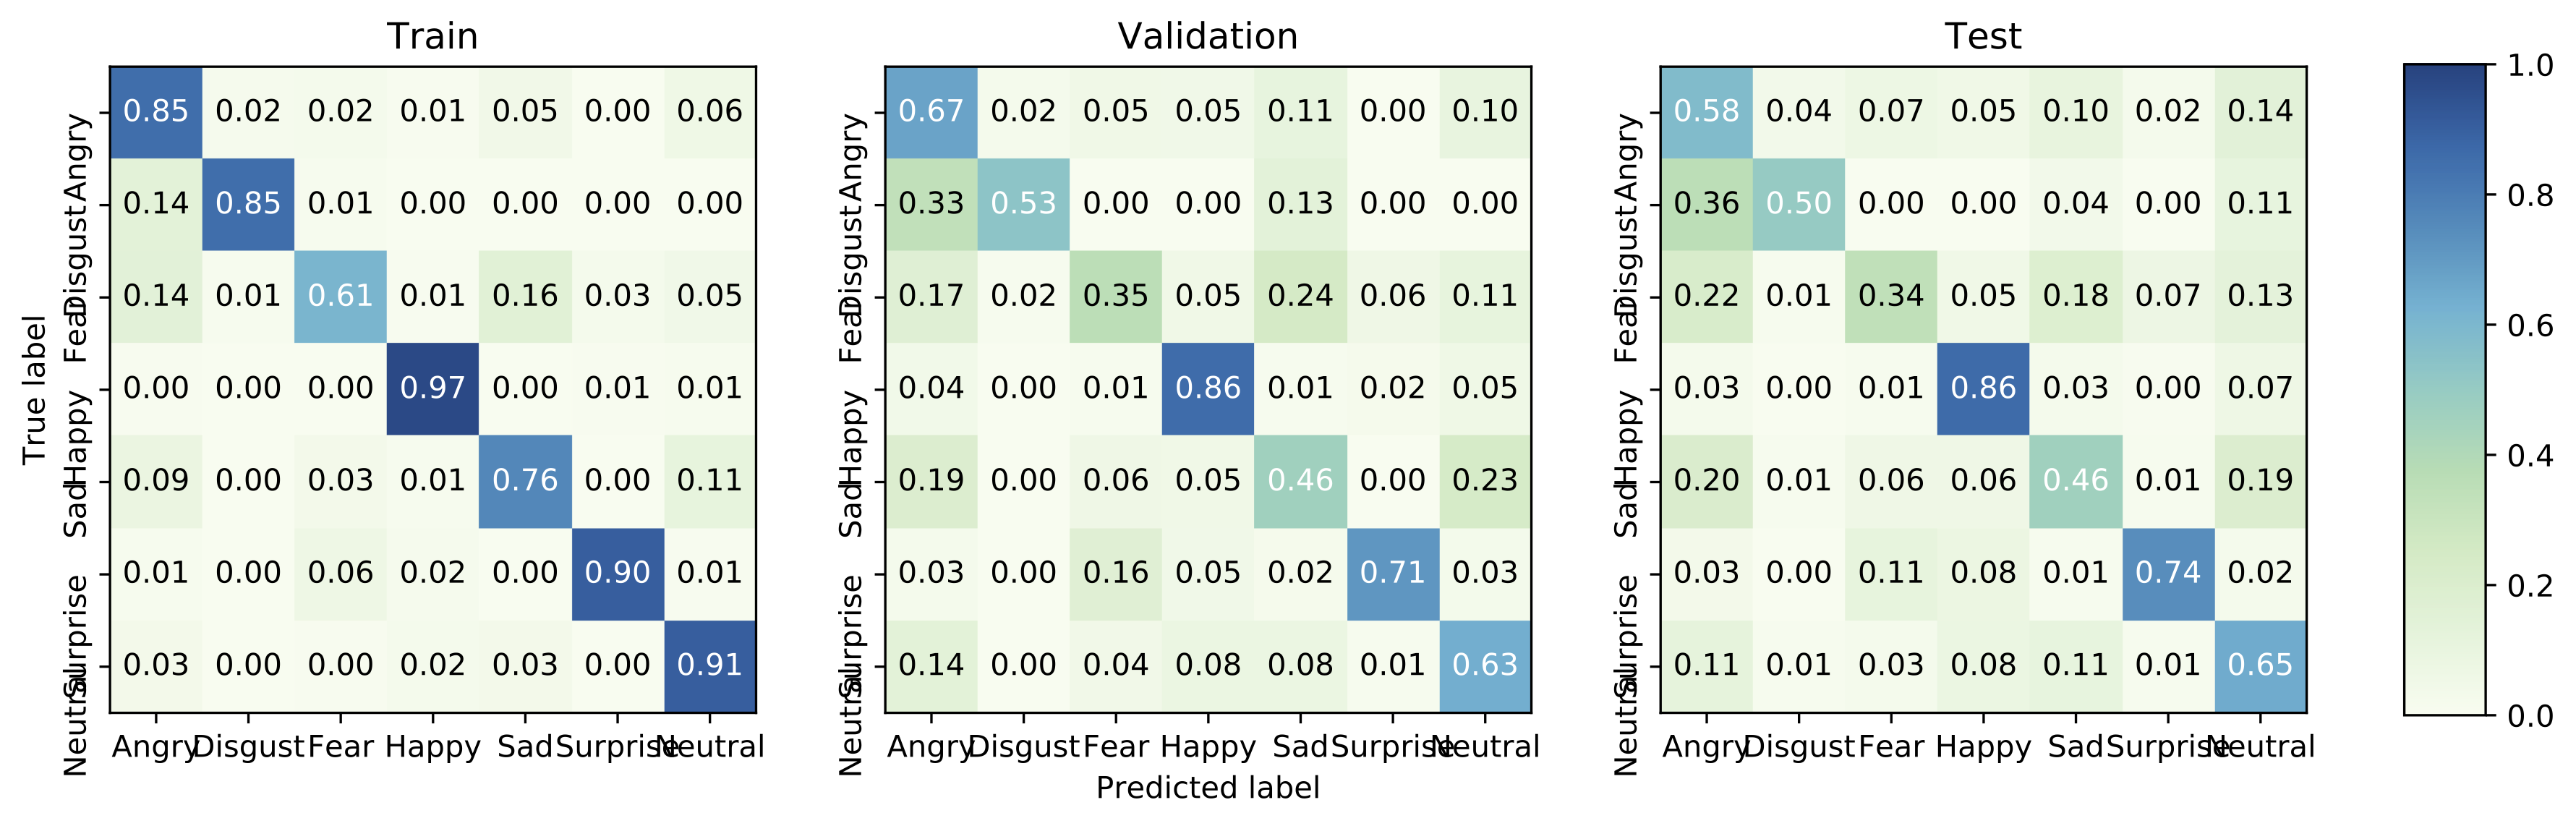 Train Validation Test
0.85 0.02 0.02 0.01 0.05 0.00 0.06
0.14 0.85 0.01 0.00 0.00 0.00 0.00
0.14 0.01 0.61 0.01 0.16 0.03 0.05
0.00 0.00 0.00 0.97 0.00 0.01 0.01
0.09 0.00 0.03 0.01 0.76 0.00 0.11
0.01 0.00 0.06 0.02 0.00 0.90 0.01
0.03 0.00 0.00 0.02 0.03 0.00 0.91
Angry Disgust Fear Happy Sad Surprise Neutral
Angry
Disgust
Fear
Happy
Sad
Surprise
Neutral
True label
0.67 0.02 0.05 0.05 0.11 0.00 0.10
0.33 0.53 0.00 0.00 0.13 0.00 0.00
0.17 0.02 0.35 0.05 0.24 0.06 0.11
0.04 0.00 0.01 0.86 0.01 0.02 0.05
0.19 0.00 0.06 0.05 0.46 0.00 0.23
0.03 0.00 0.16 0.05 0.02 0.71 0.03
0.14 0.00 0.04 0.08 0.08 0.01 0.63
Angry Disgust Fear Happy Sad Surprise Neutral
Angry
Disgust
Fear
Happy
Sad
Surprise
Neutral
Predicted label
0.58 0.04 0.07 0.05 0.10 0.02 0.14
0.36 0.50 0.00 0.00 0.04 0.00 0.11
0.22 0.01 0.34 0.05 0.18 0.07 0.13
0.03 0.00 0.01 0.86 0.03 0.00 0.07
0.20 0.01 0.06 0.06 0.46 0.01 0.19
0.03 0.00 0.11 0.08 0.01 0.74 0.02
0.11 0.01 0.03 0.08 0.11 0.01 0.65
Angry Disgust Fear Happy Sad Surprise Neutral
Angry
Disgust
Fear
Happy
Sad
Surprise
Neutral
1.0
0.8
0.6
0.4
0.2
0.0